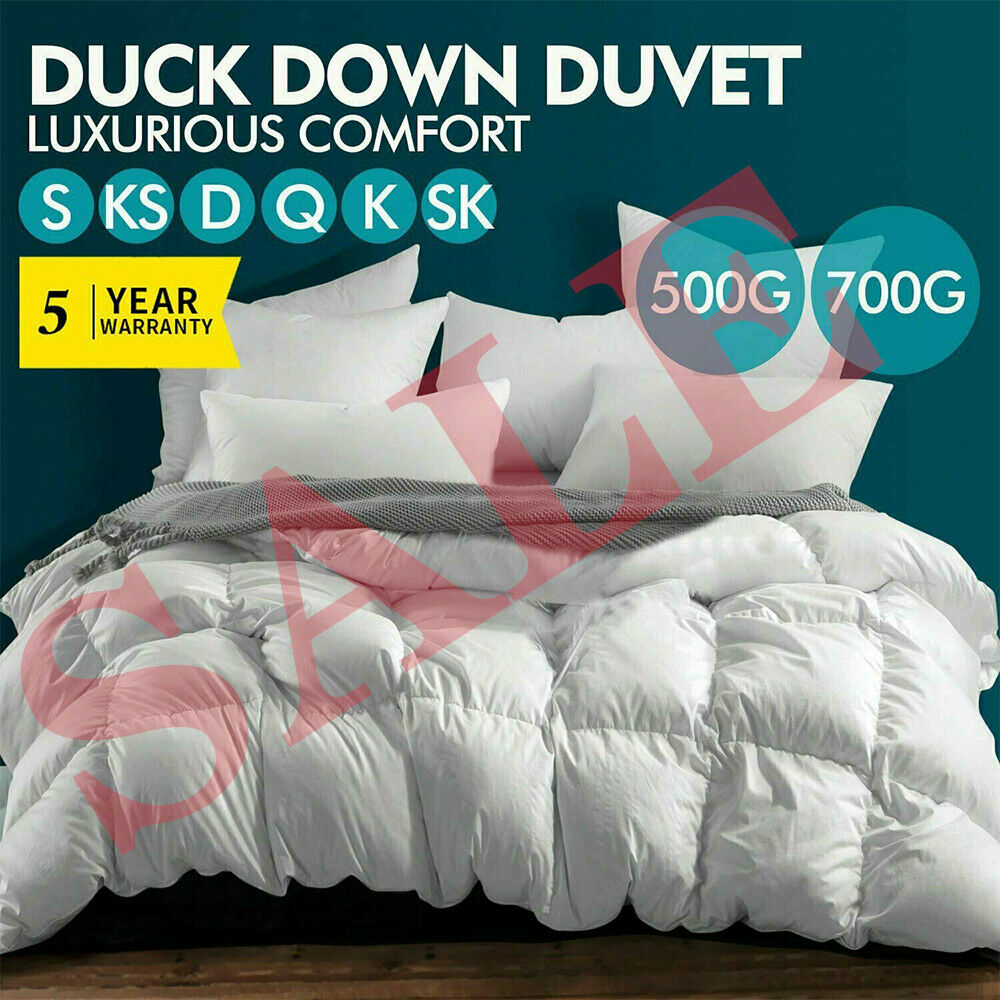 DUCK DOWN DUVET
LUXURIOUS COMFORT
S KS D Q K SK
5 YEAR
WARRANTY
500G 700G
SALE